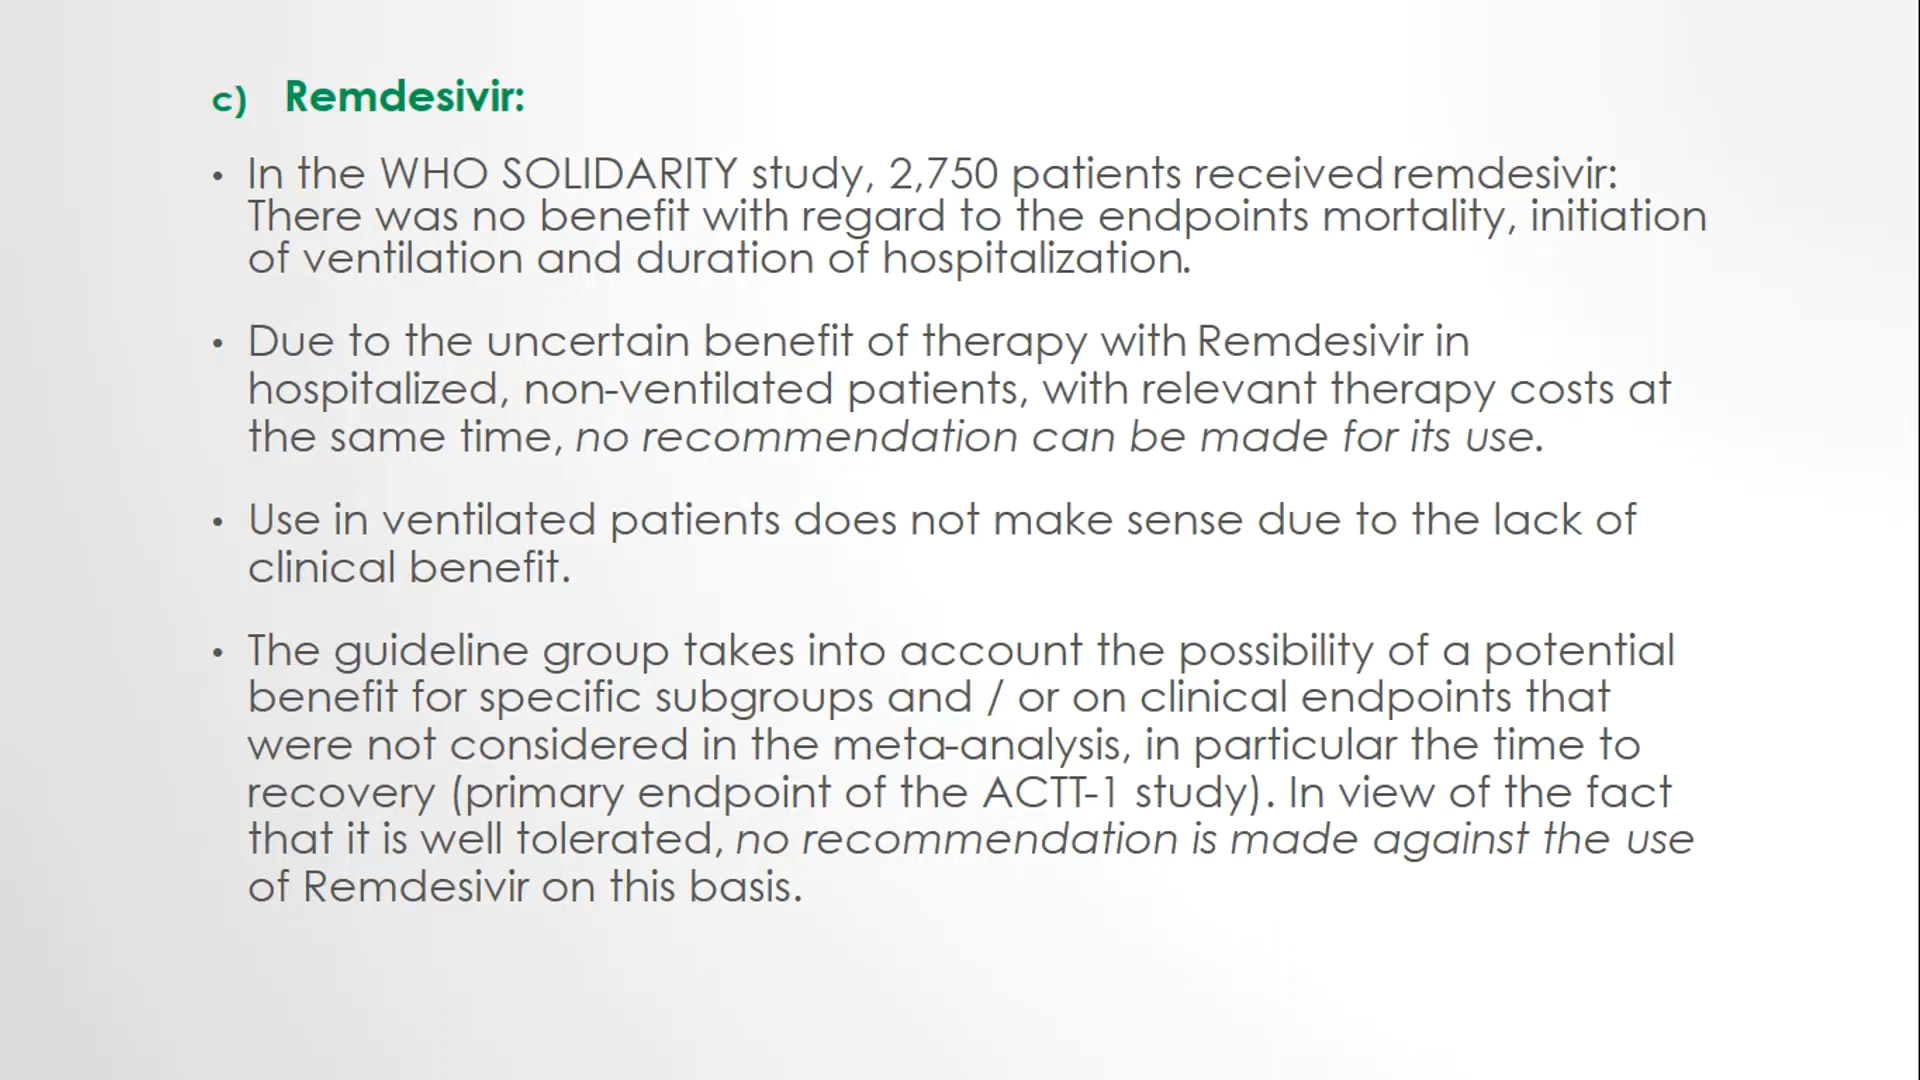 c) Remdesivir:
• In the WHO SOLIDARITY study, 2,750 patients received remdesivir:
There was no benefit with regard to the endpoints mortality, initiation
of ventilation and duration of hospitalization.
• Due to the uncertain benefit of therapy with Remdesivir in
hospitalized, non-ventilated patients, with relevant therapy costs at
the same time, no recommendation can be made for its use.
• Use in ventilated patients does not make sense due to the lack of
clinical benefit.
• The guideline group takes into account the possibility of a potential
benefit for specific subgroups and / or on clinical endpoints that
were not considered in the meta-analysis, in particular the time to
recovery (primary endpoint of the ACTT-1 study). In view of the fact
that it is well tolerated, no recommendation is made against the use
of Remdesivir on this basis.